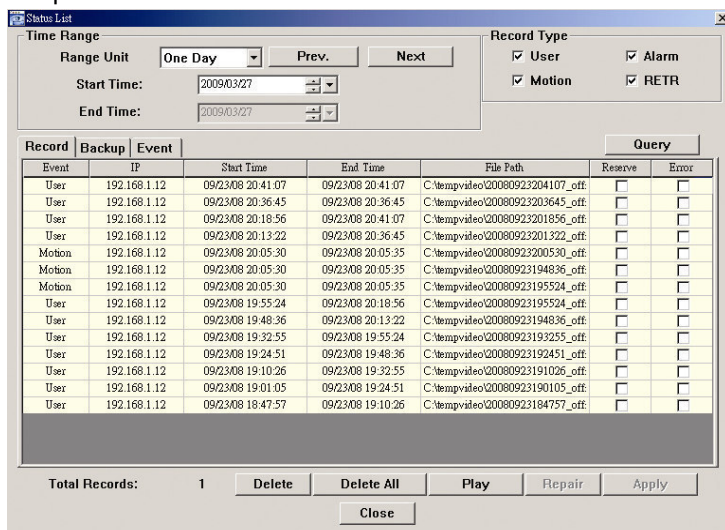 Status List
Time Range
Record Type
Range Unit One Day Prev. Next
User Alarm
Start Time: 2009/03/27
Motion RETR
End Time: 2009/03/27
Record Backup Event Query
Event IP Start Time End Time File Path Reserve Error
User 192.168.1.12 09/23/08 20:41:07 09/23/08 20:41:07 C:\tempvideo\20080923204107_off:
User 192.168.1.12 09/23/08 20:36:45 09/23/08 20:36:45 C:\tempvideo\20080923203645_off:
User 192.168.1.12 09/23/08 20:18:56 09/23/08 20:41:07 C:\tempvideo\20080923201856_off:
User 192.168.1.12 09/23/08 20:13:22 09/23/08 20:36:45 C:\tempvideo\20080923201322_off:
Motion 192.168.1.12 09/23/08 20:05:30 09/23/08 20:05:35 C:\tempvideo\20080923200530_off:
Motion 192.168.1.12 09/23/08 20:05:30 09/23/08 20:05:35 C:\tempvideo\20080923194836_off:
Motion 192.168.1.12 09/23/08 20:05:30 09/23/08 20:05:35 C:\tempvideo\20080923195524_off:
User 192.168.1.12 09/23/08 19:55:24 09/23/08 20:18:56 C:\tempvideo\20080923195524_off:
User 192.168.1.12 09/23/08 19:48:36 09/23/08 20:13:22 C:\tempvideo\20080923194836_off:
User 192.168.1.12 09/23/08 19:32:55 09/23/08 19:55:24 C:\tempvideo\20080923193255_off:
User 192.168.1.12 09/23/08 19:24:51 09/23/08 19:48:36 C:\tempvideo\20080923192451_off:
User 192.168.1.12 09/23/08 19:10:26 09/23/08 19:32:55 C:\tempvideo\20080923191026_off:
User 192.168.1.12 09/23/08 19:01:05 09/23/08 19:24:51 C:\tempvideo\20080923190105_off:
User 192.168.1.12 09/23/08 18:47:57 09/23/08 19:10:26 C:\tempvideo\20080923184757_off:
Total Records: 1 Delete Delete All Play Repair Apply
Close